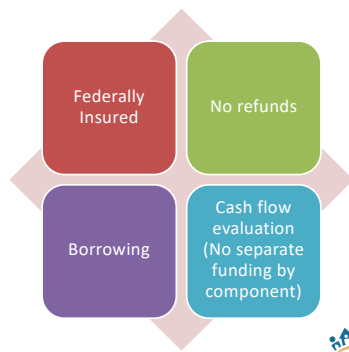 Federally
Insured
No refunds
Borrowing
Cash flow
evaluation
(No separate
funding by
component)